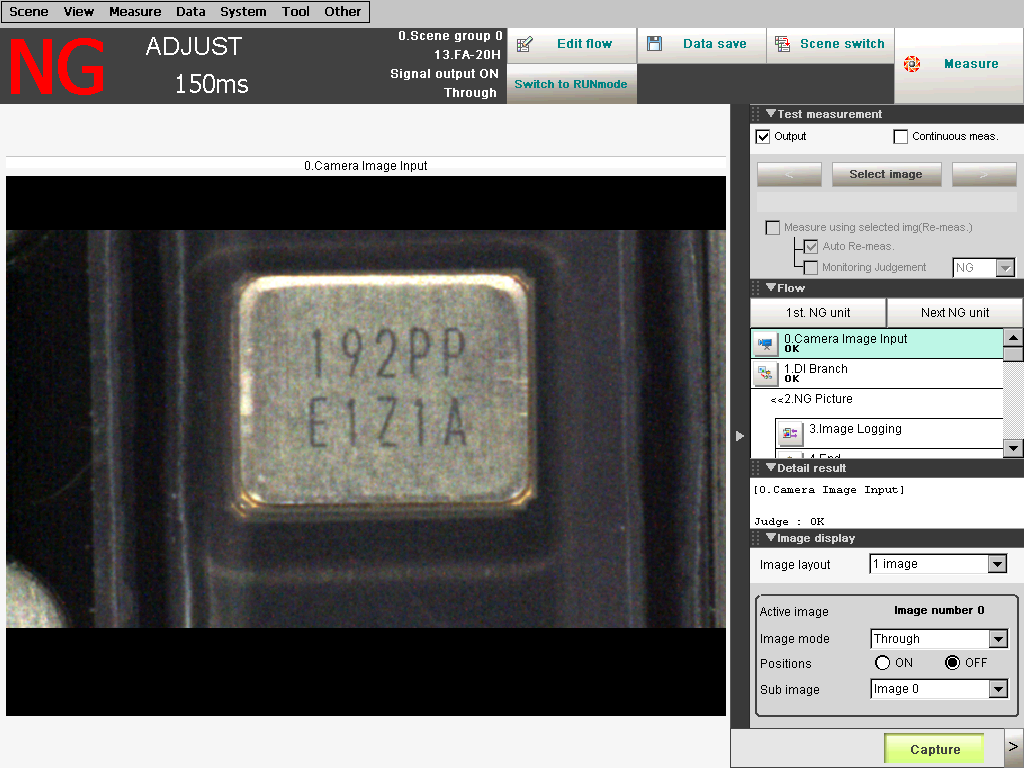 Scene View Measure Data System Tool Other
NG
ADJUST
150ms
0.Scene group 0
13.FA-20H
Signal output ON
Through
Edit flow
Data save
Scene switch
Switch to RUNmode
Measure
0.Camera Image Input
192PP
E1Z1A
Test measurement
Output
Continuous meas.
<
Select image
>
Measure using selected img(Re-meas.)
Auto Re-meas.
Monitoring Judgement
NG
Flow
1st. NG unit
Next NG unit
0.Camera Image Input
OK
1.DI Branch
OK
<<2.NG Picture
3.Image Logging
4.End
Detail result
[0.Camera Image Input]
Judge : OK
Image display
Image layout
1 image
Active image
Image number 0
Image mode
Through
Positions
ON
OFF
Sub image
Image 0
Capture
>